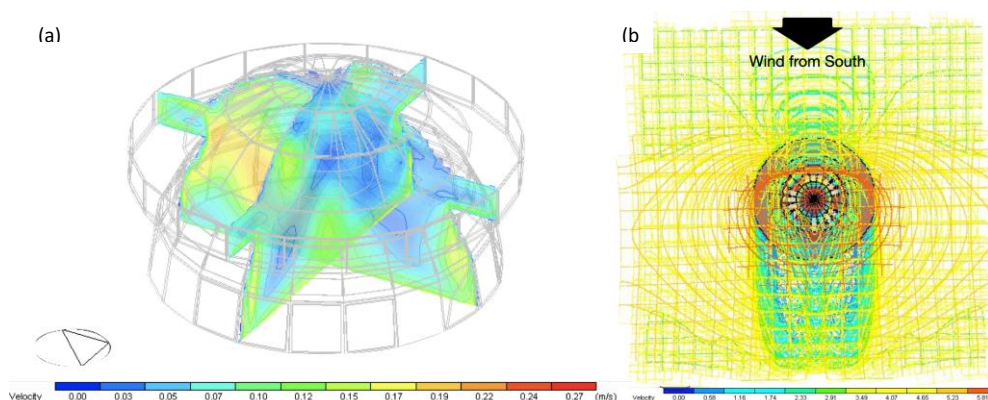 (a)
(b)
Wind from South
Velocity 0.00 0.03 0.05 0.07 0.10 0.12 0.15 0.17 0.19 0.22 0.24 0.27 (m/s)
Velocity 0.00 0.58 1.16 1.74 2.33 2.91 3.49 4.07 4.65 5.23 5.81